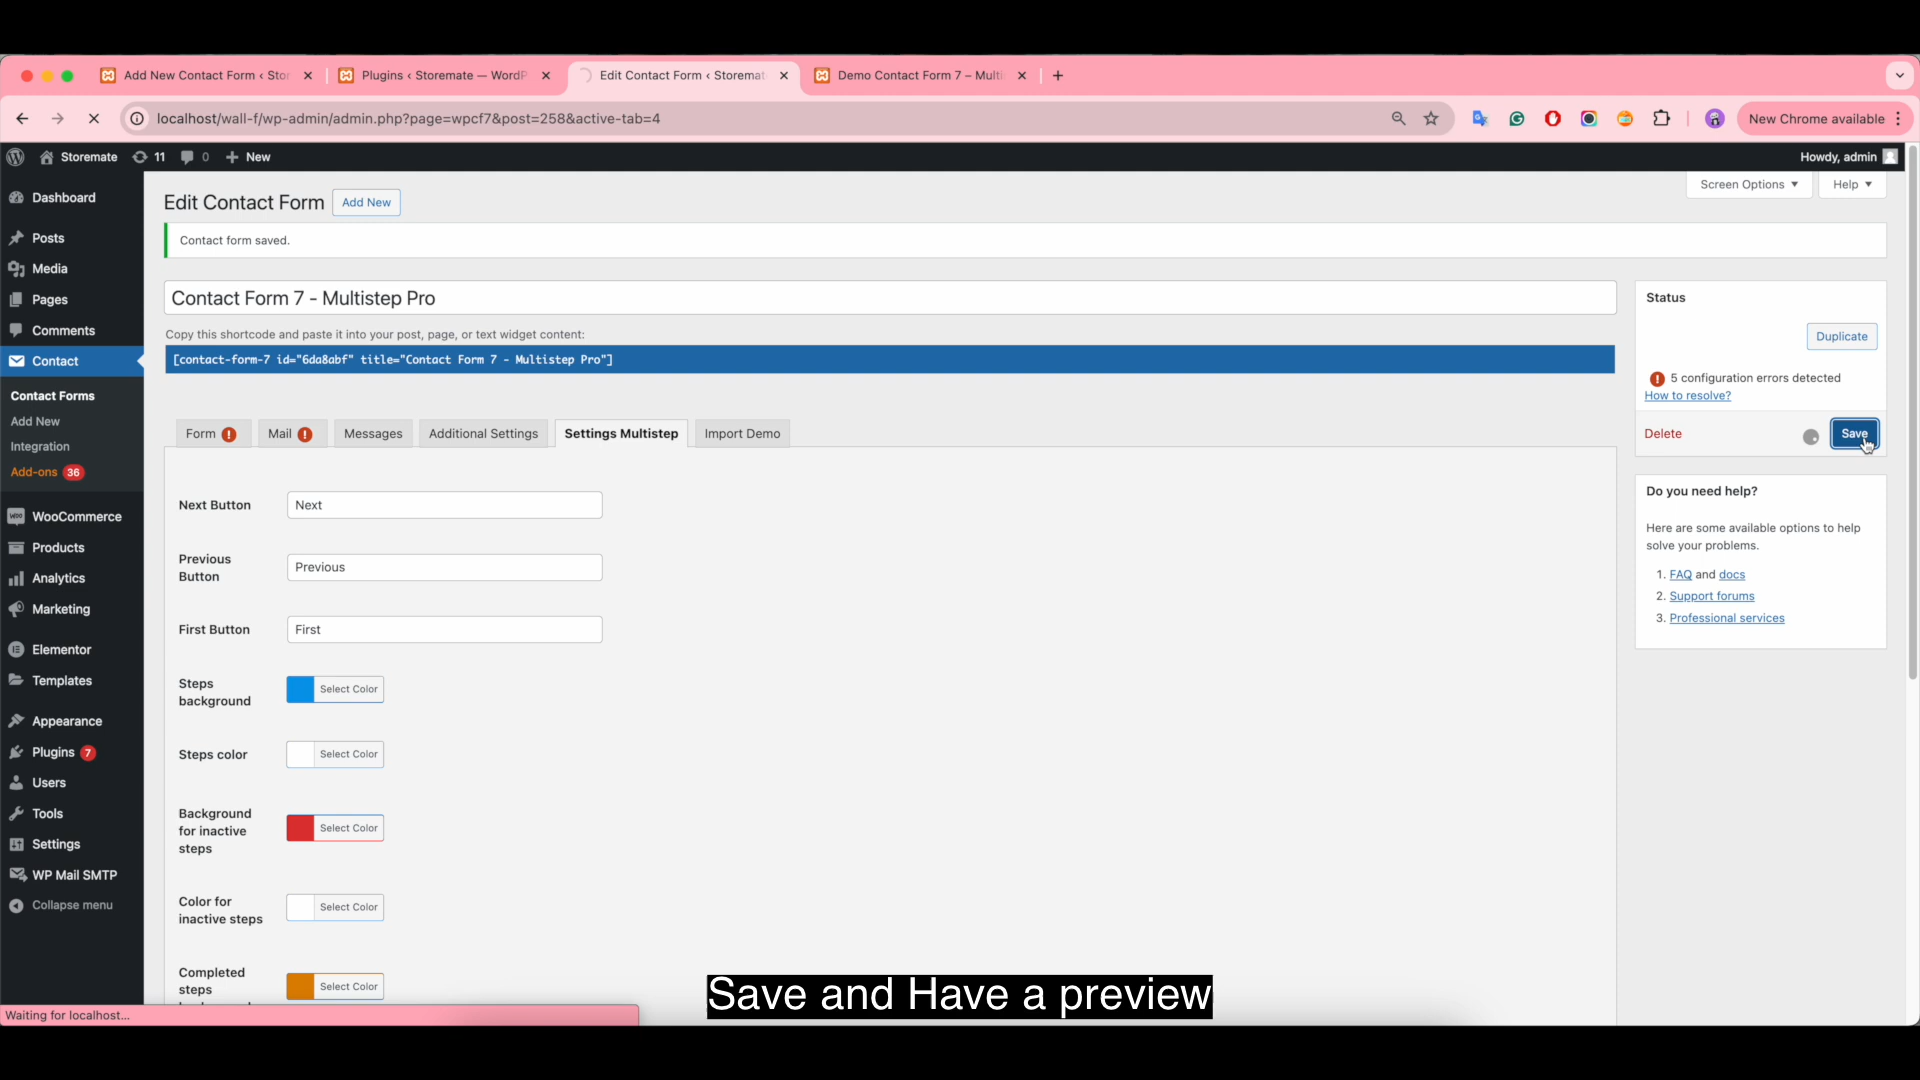 Add New Contact Form ‹ Stor
Plugins ‹ Storemate — WordP
Edit Contact Form ‹ Storemat
Demo Contact Form 7 – Multi
localhost/wall-f/wp-admin/admin.php?page=wpcf7&post=258&active-tab=4
New Chrome available
Storemate
11
0
New
Howdy, admin
Dashboard
Posts
Media
Pages
Comments
Contact
Contact Forms
Add New
Integration
Add-ons 36
WooCommerce
Products
Analytics
Marketing
Elementor
Templates
Appearance
Plugins 7
Users
Tools
Settings
WP Mail SMTP
Collapse menu
Screen Options
Help
Edit Contact Form
Add New
Contact form saved.
Contact Form 7 - Multistep Pro
Copy this shortcode and paste it into your post, page, or text widget content:
[contact-form-7 id="6da8abf" title="Contact Form 7 - Multistep Pro"]
Form
Mail
Messages
Additional Settings
Settings Multistep
Import Demo
Next Button
Next
Previous
Button
Previous
First Button
First
Steps
background
Select Color
Steps color
Select Color
Background
for inactive
steps
Select Color
Color for
inactive steps
Select Color
Completed
steps
Select Color
Status
Duplicate
5 configuration errors detected
How to resolve?
Delete
Save
Do you need help?
Here are some available options to help
solve your problems.
1. FAQ and docs
2. Support forums
3. Professional services
Save and Have a preview
Waiting for localhost...